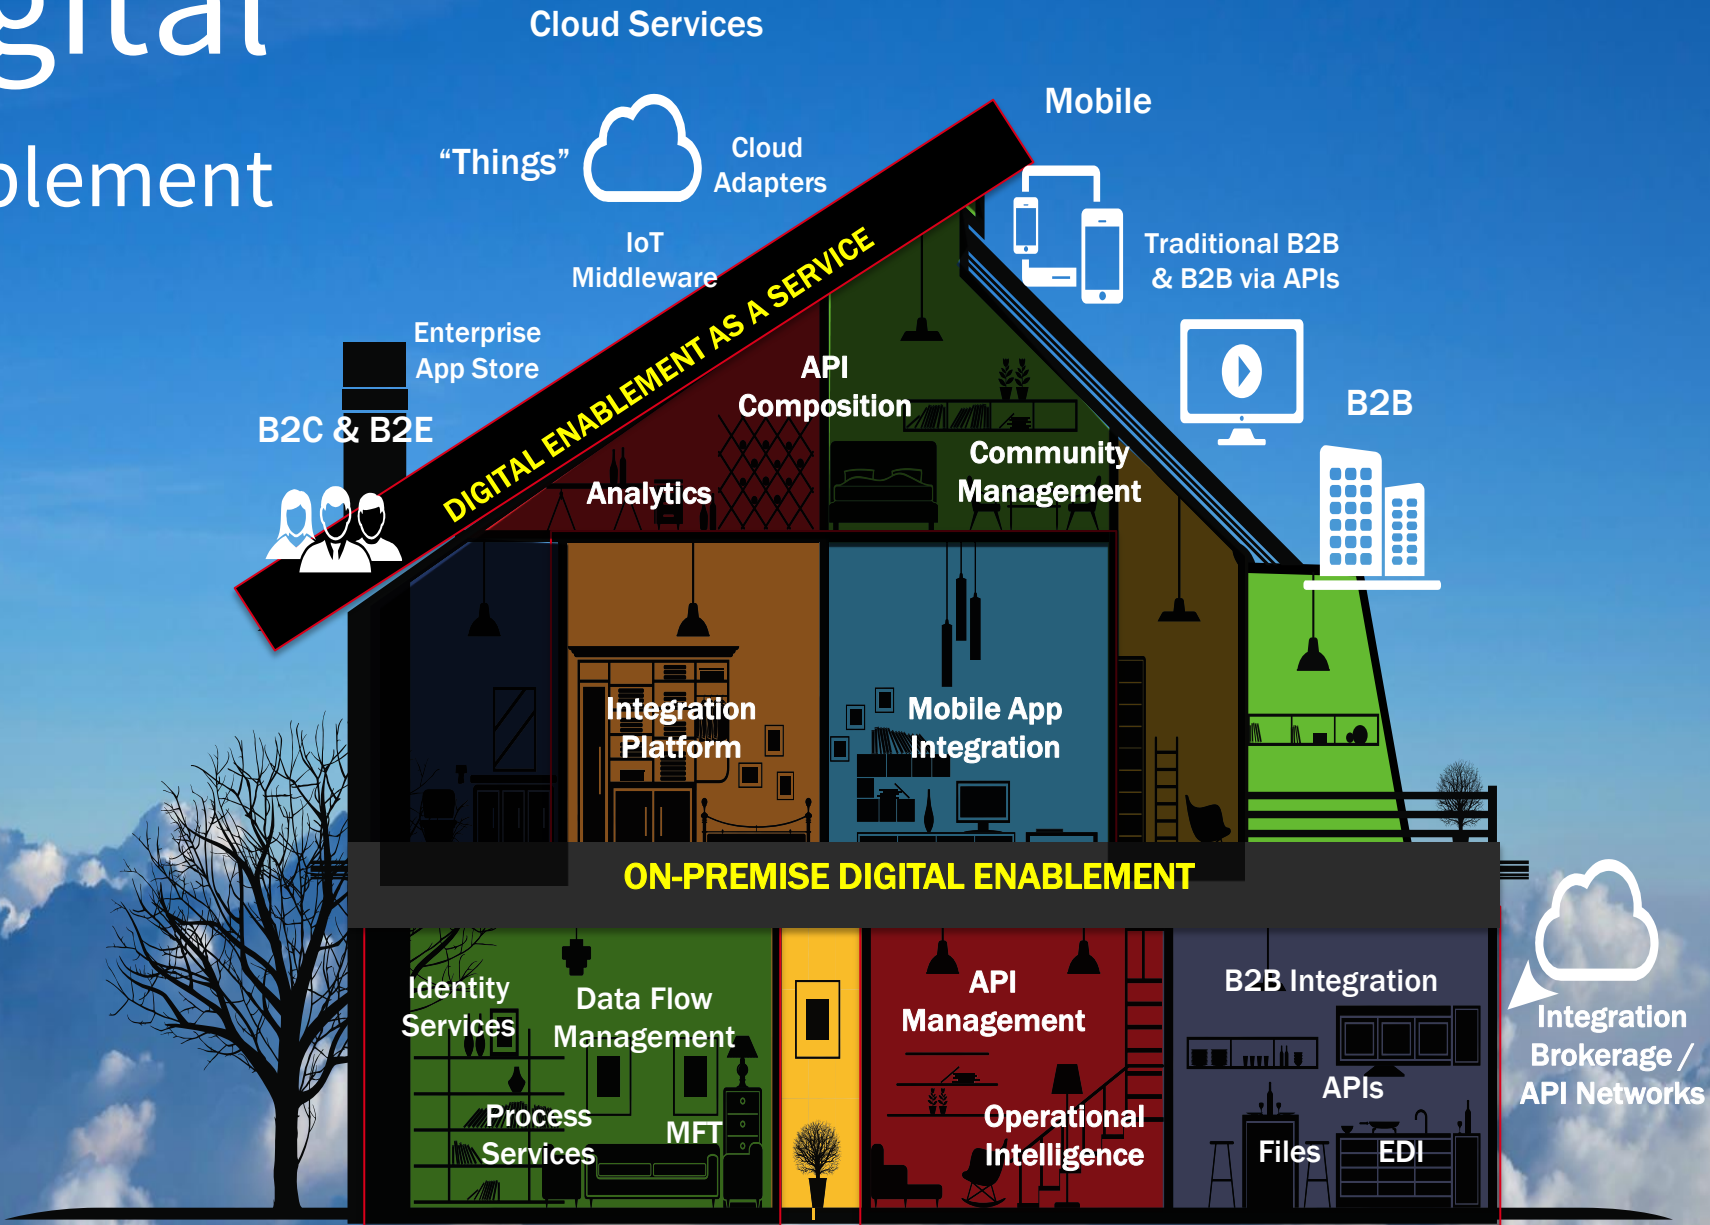 Cloud Services
Mobile
“Things”
Cloud
Adapters
IoT
Middleware
Traditional B2B
& B2B via APIs
Enterprise
App Store
B2C & B2E
B2B
DIGITAL ENABLEMENT AS A SERVICE
API
Composition
Analytics
Community
Management
Integration
Platform
Mobile App
Integration
ON-PREMISE DIGITAL ENABLEMENT
Identity
Services
Data Flow
Management
Process
Services
MFT
API
Management
Operational
Intelligence
B2B Integration
APIs
Files
EDI
Integration
Brokerage /
API Networks